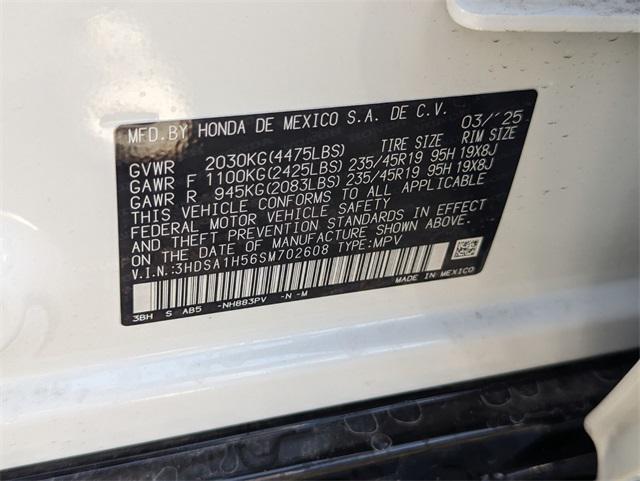 MFD.BY HONDA DE MEXICO S.A. DE C.V. 03/'25
TIRE SIZE RIM SIZE
GVWR 2030KG(4475LBS)
GAWR F 1100KG(2425LBS) 235/45R19 95H 19X8J
GAWR R 945KG(2083LBS) 235/45R19 95H 19X8J
THIS VEHICLE CONFORMS TO ALL APPLICABLE
FEDERAL MOTOR VEHICLE SAFETY
AND THEFT PREVENTION STANDARDS IN EFFECT
ON THE DATE OF MANUFACTURE SHOWN ABOVE.
V.I.N:3HDSA1H56SM702608 TYPE:MPV
MADE IN MEXICO
3BH S AB5 -NH883PV -N -M